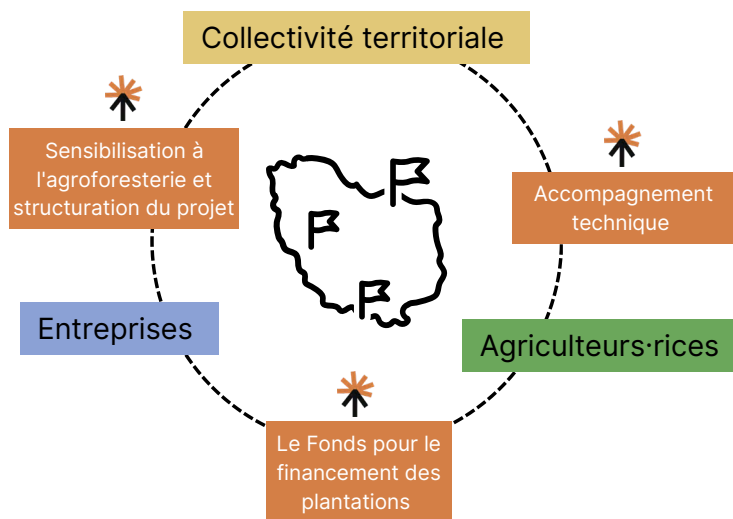 Collectivité territoriale
Sensibilisation à
l'agroforesterie et
structuration du projet
Accompagnement
technique
Entreprises
Agriculteurs·rices
Le Fonds pour le
financement des
plantations